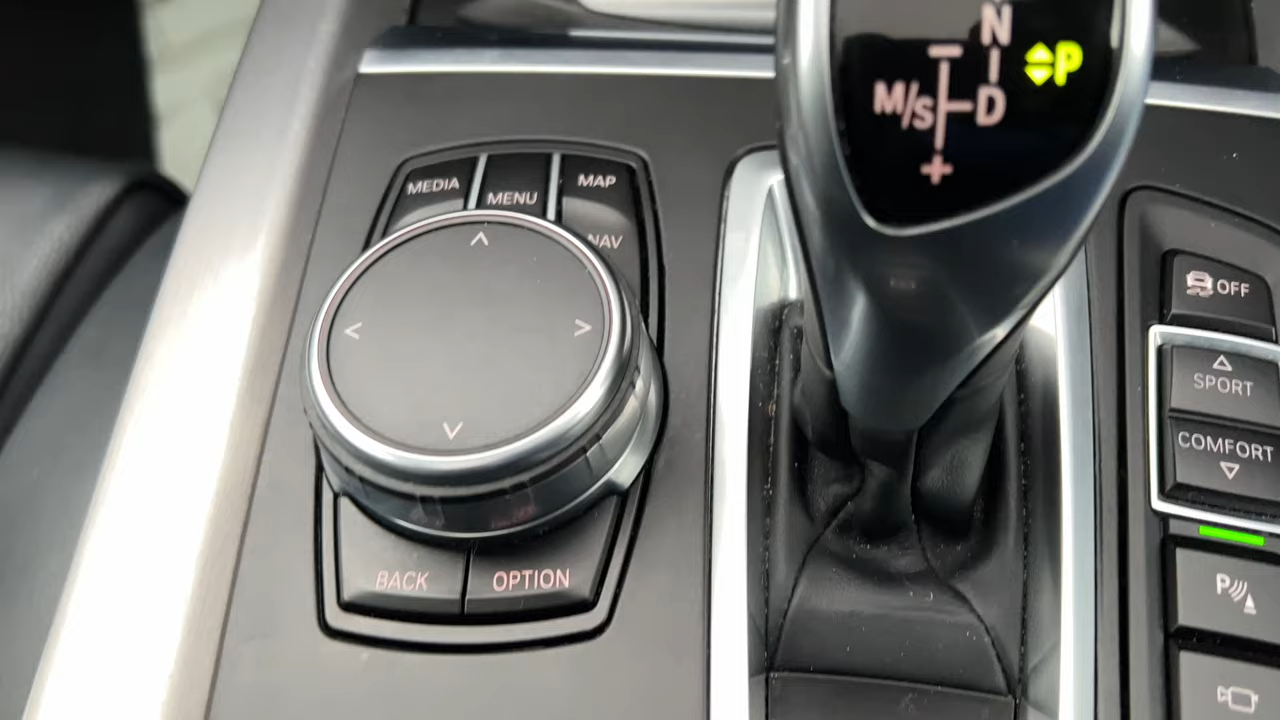 N
P
M/S D
MEDIA MENU MAP
NAV
OFF
SPORT
COMFORT
BACK OPTION
P